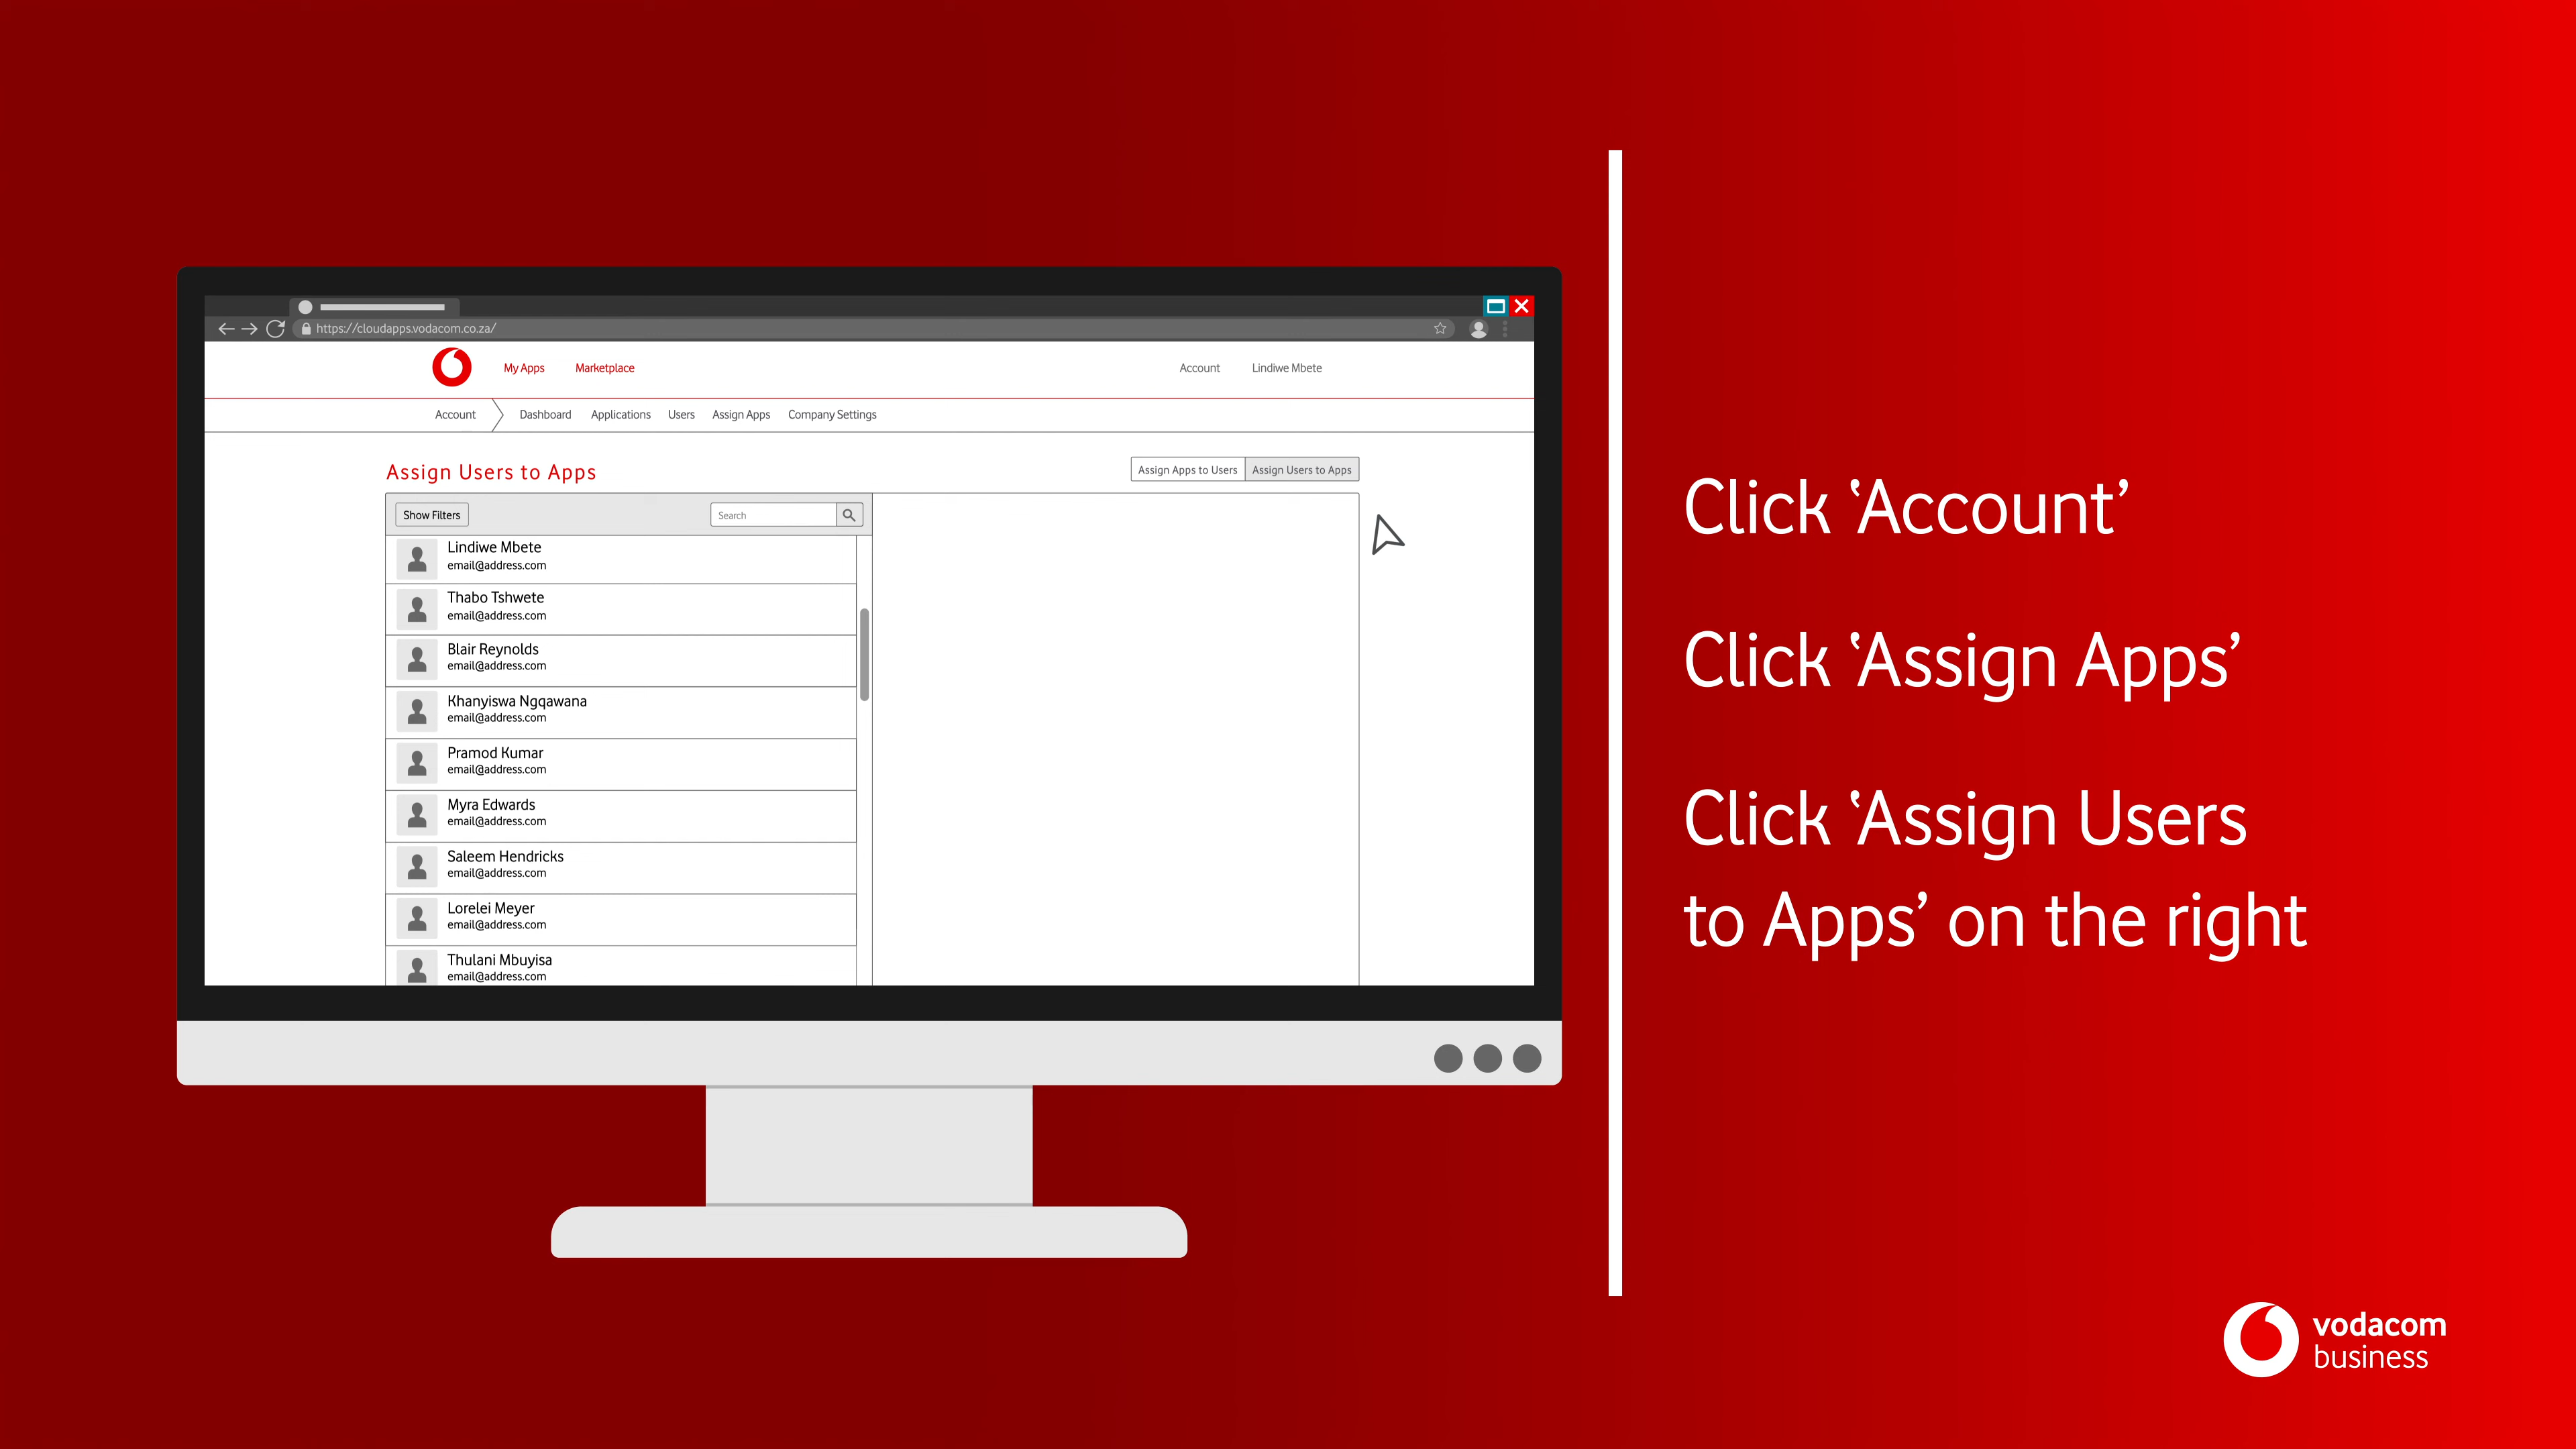 https://cloudapps.vodacom.co.za/
My Apps Marketplace Account Lindiwe Mbete
Account Dashboard Applications Users Assign Apps Company Settings
Assign Users to Apps
Assign Apps to Users Assign Users to Apps
Show Filters Search
Lindiwe Mbete
email@address.com
Thabo Tshwete
email@address.com
Blair Reynolds
email@address.com
Khanyiswa Ngqawana
email@address.com
Pramod Kumar
email@address.com
Myra Edwards
email@address.com
Saleem Hendricks
email@address.com
Lorelei Meyer
email@address.com
Thulani Mbuyisa
email@address.com
Click ‘Account’
Click ‘Assign Apps’
Click ‘Assign Users
to Apps’ on the right
vodacom
business